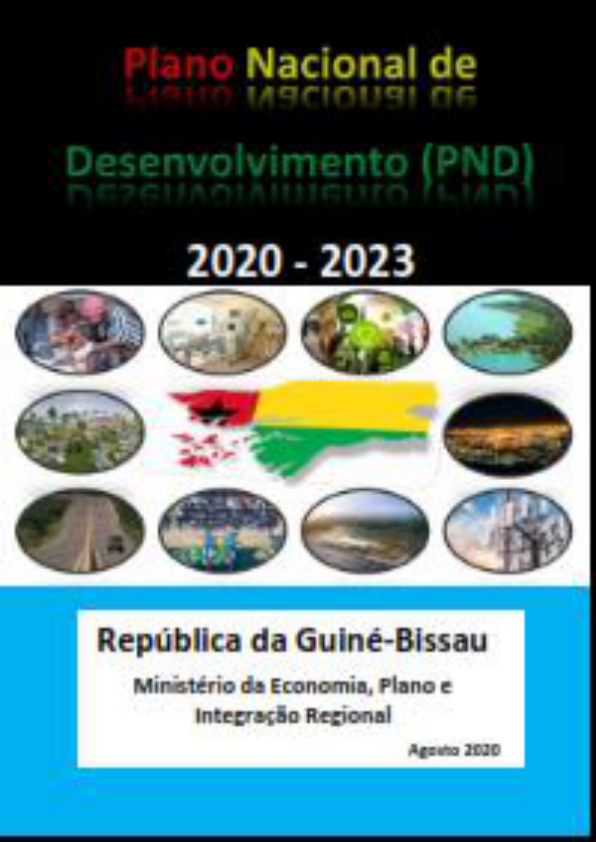 Plano Nacional de
Desenvolvimento (PND)
2020 - 2023
República da Guiné-Bissau
Ministério da Economia, Plano e
Integração Regional
Agosto 2020